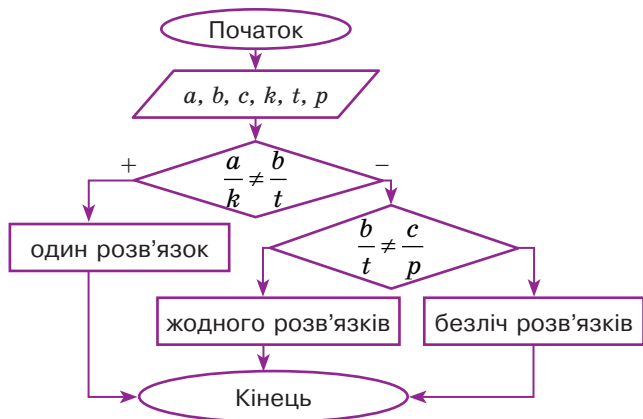 Початок
a, b, c, k, t, p
+
a/k ≠ b/t
−
один розв'язок
b/t ≠ c/p
жодного розв'язків
безліч розв'язків
Кінець